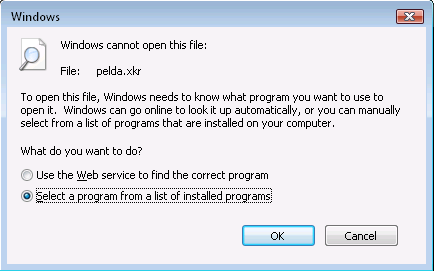 Windows
Windows cannot open this file:
File: pelda.xkr
To open this file, Windows needs to know what program you want to use to
open it. Windows can go online to look it up automatically, or you can manually
select from a list of programs that are installed on your computer.
What do you want to do?
Use the Web service to find the correct program
Select a program from a list of installed programs
OK Cancel